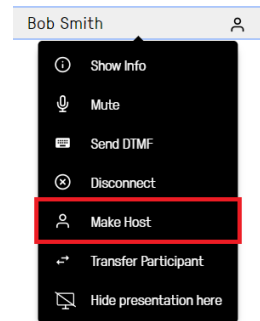 Bob Smith
Show Info
Mute
Send DTMF
Disconnect
Make Host
Transfer Participant
Hide presentation here